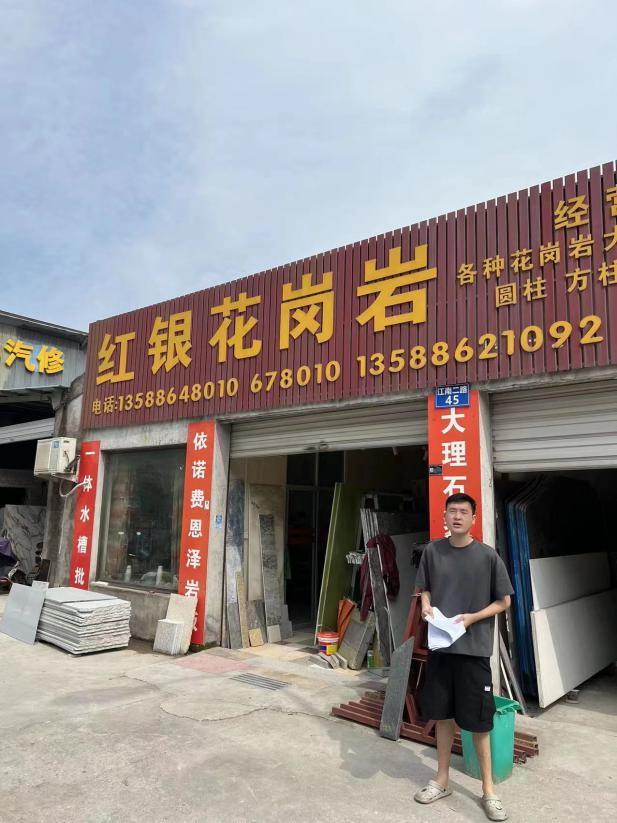 汽修
红银花岗岩
经营
各种花岗岩大
圆柱 方柱
电话:13588648010 678010 13588621092
江南二路
45
一体水槽批
依诺费恩泽岩
大理石